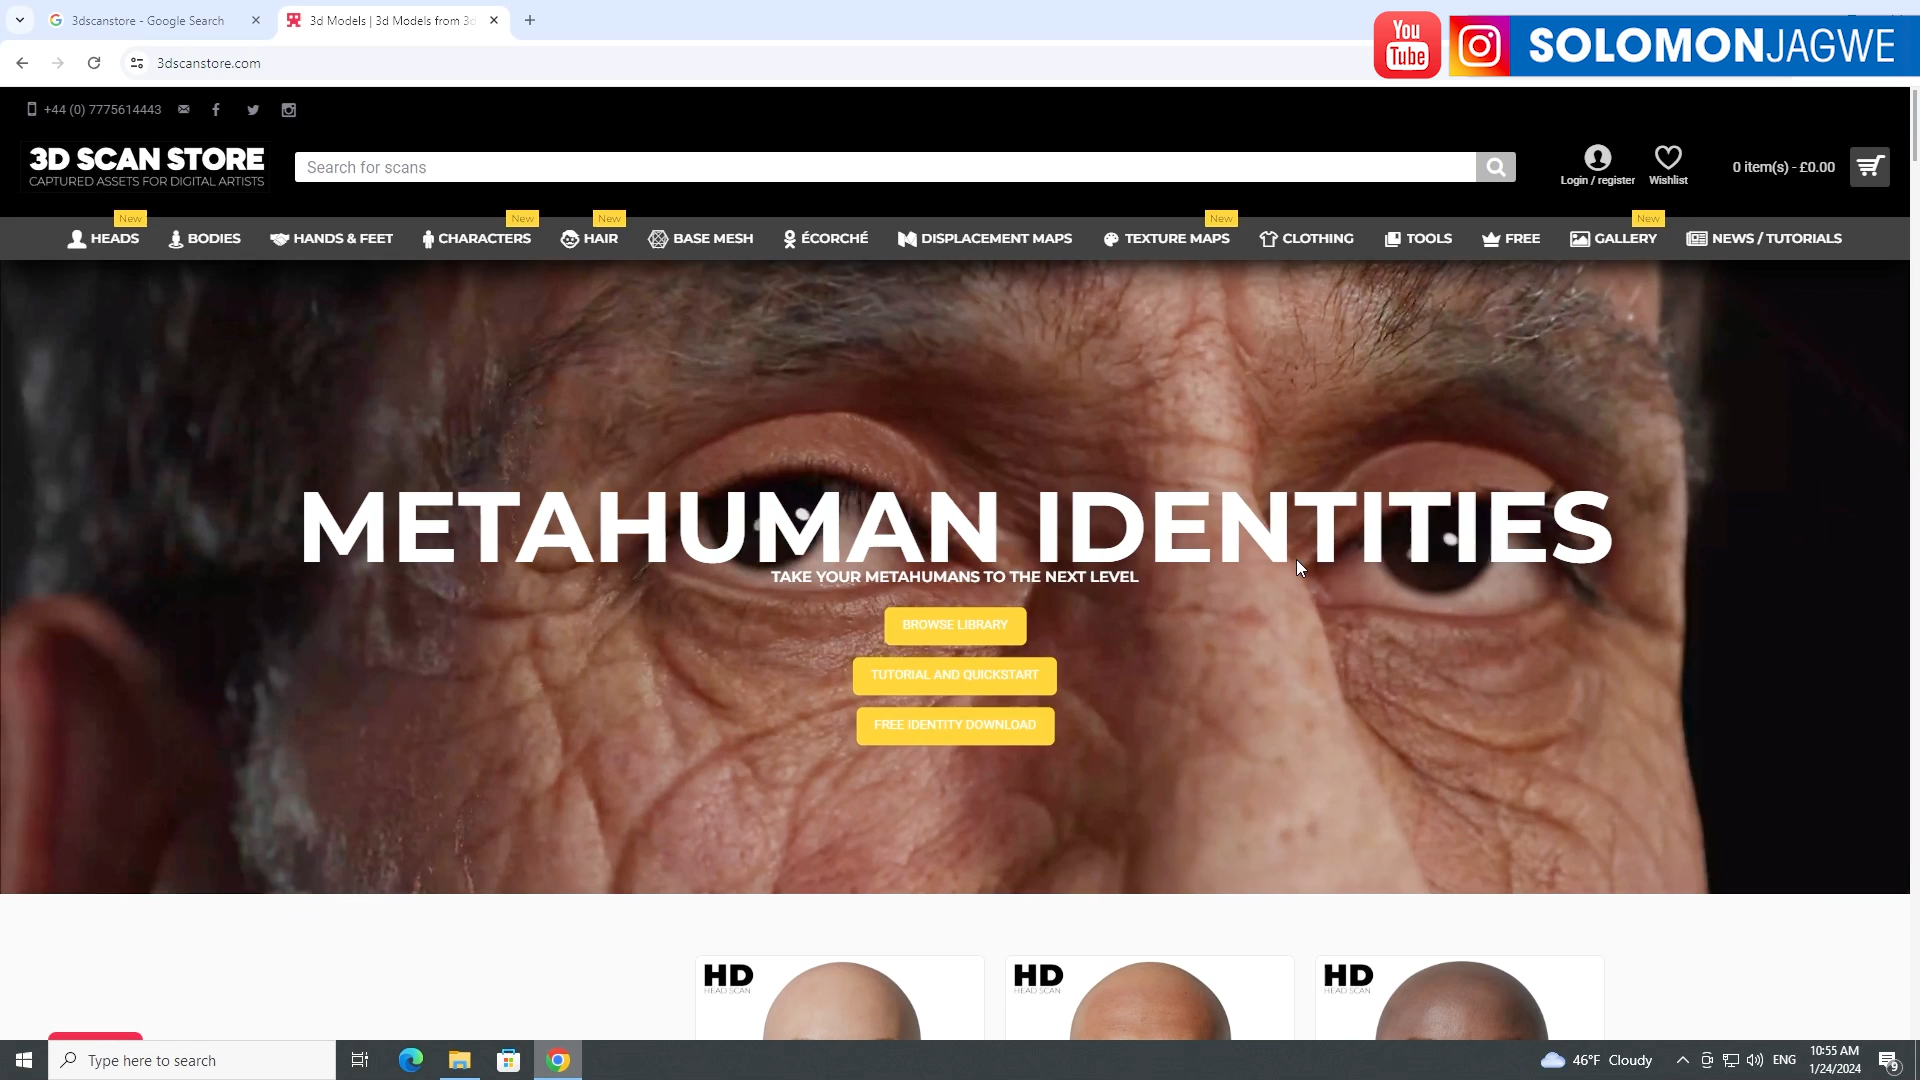 3dscanstore - Google Search
3d Models | 3d Models from 3d
You
Tube
SOLOMONJAGWE
3dscanstore.com
+44 (0) 7775614443
3D SCAN STORE
CAPTURED ASSETS FOR DIGITAL ARTISTS
Search for scans
Login / register
Wishlist
0 item(s) - £0.00
New New New New New
HEADS BODIES HANDS & FEET CHARACTERS HAIR BASE MESH ÉCORCHÉ DISPLACEMENT MAPS TEXTURE MAPS CLOTHING TOOLS FREE GALLERY NEWS / TUTORIALS
METAHUMAN IDENTITIES
TAKE YOUR METAHUMANS TO THE NEXT LEVEL
BROWSE LIBRARY
TUTORIAL AND QUICKSTART
FREE IDENTITY DOWNLOAD
HD HD HD
HEAD SCAN HEAD SCAN HEAD SCAN
Type here to search
46°F Cloudy
ENG
10:55 AM
1/24/2024
9